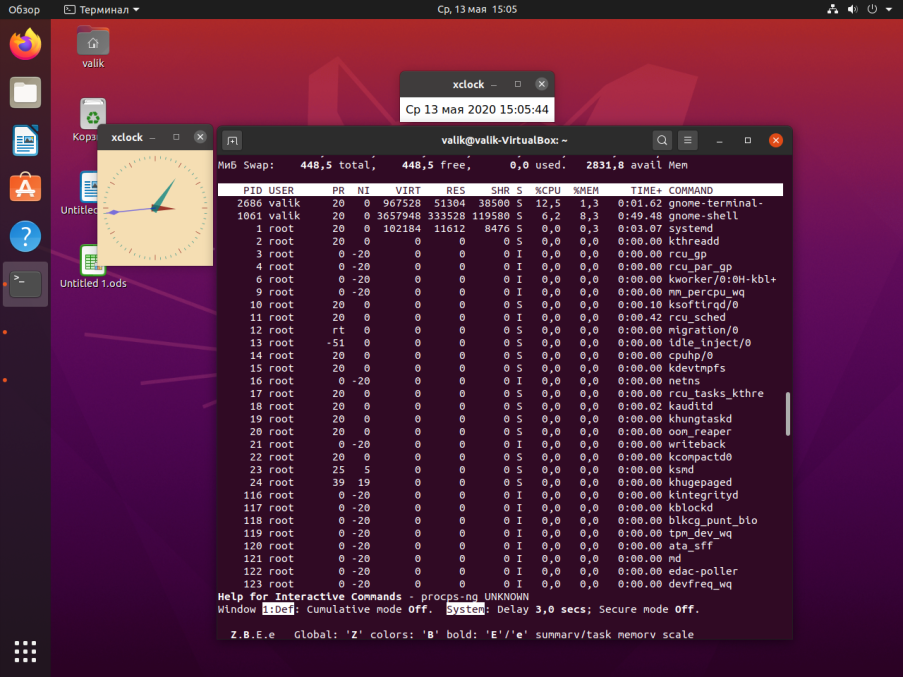 Обзор
Терминал
Ср, 13 мая 15:05
valik
xclock
Ср 13 мая 2020 15:05:44
Корз
xclock
valik@valik-VirtualBox: ~
МиБ Swap: 448,5 total, 448,5 free, 0,0 used. 2831,8 avail Mem
PID USER PR NI VIRT RES SHR S %CPU %MEM TIME+ COMMAND
2686 valik 20 0 967528 51304 38500 S 12,5 1,3 0:01.62 gnome-terminal-
1061 valik 20 0 3657948 333528 119580 S 6,2 8,3 0:49.48 gnome-shell
1 root 20 0 102184 11612 8476 S 0,0 0,3 0:03.07 systemd
2 root 20 0 0 0 0 S 0,0 0,0 0:00.00 kthreadd
3 root 0 -20 0 0 0 I 0,0 0,0 0:00.00 rcu_gp
4 root 0 -20 0 0 0 I 0,0 0,0 0:00.00 rcu_par_gp
6 root 0 -20 0 0 0 I 0,0 0,0 0:00.00 kworker/0:0H-kbl+
9 root 0 -20 0 0 0 I 0,0 0,0 0:00.00 mm_percpu_wq
10 root 20 0 0 0 0 S 0,0 0,0 0:00.10 ksoftirqd/0
11 root 20 0 0 0 0 I 0,0 0,0 0:00.42 rcu_sched
12 root rt 0 0 0 0 S 0,0 0,0 0:00.00 migration/0
13 root -51 0 0 0 0 S 0,0 0,0 0:00.00 idle_inject/0
14 root 20 0 0 0 0 S 0,0 0,0 0:00.00 cpuhp/0
15 root 20 0 0 0 0 S 0,0 0,0 0:00.00 kdevtmpfs
16 root 0 -20 0 0 0 I 0,0 0,0 0:00.00 netns
17 root 20 0 0 0 0 S 0,0 0,0 0:00.00 rcu_tasks_kthre
18 root 20 0 0 0 0 S 0,0 0,0 0:00.02 kauditd
19 root 20 0 0 0 0 S 0,0 0,0 0:00.00 khungtaskd
20 root 20 0 0 0 0 S 0,0 0,0 0:00.00 oom_reaper
21 root 0 -20 0 0 0 I 0,0 0,0 0:00.00 writeback
22 root 20 0 0 0 0 S 0,0 0,0 0:00.00 kcompactd0
23 root 25 5 0 0 0 S 0,0 0,0 0:00.00 ksmd
24 root 39 19 0 0 0 S 0,0 0,0 0:00.00 khugepaged
116 root 0 -20 0 0 0 I 0,0 0,0 0:00.00 kintegrityd
117 root 0 -20 0 0 0 I 0,0 0,0 0:00.00 kblockd
118 root 0 -20 0 0 0 I 0,0 0,0 0:00.00 blkcg_punt_bio
119 root 0 -20 0 0 0 I 0,0 0,0 0:00.00 tpm_dev_wq
120 root 0 -20 0 0 0 I 0,0 0,0 0:00.00 ata_sff
121 root 0 -20 0 0 0 I 0,0 0,0 0:00.00 md
122 root 0 -20 0 0 0 I 0,0 0,0 0:00.00 edac-poller
123 root 0 -20 0 0 0 I 0,0 0,0 0:00.00 devfreq_wq
Help for Interactive Commands - procps-ng UNKNOWN
Window 1:Def: Cumulative mode Off. System: Delay 3,0 secs; Secure mode Off.
Z.B.E.e Global: 'Z' colors: 'B' bold: 'E'/'e' summary/task memory scale
Untitled
Untitled 1.ods